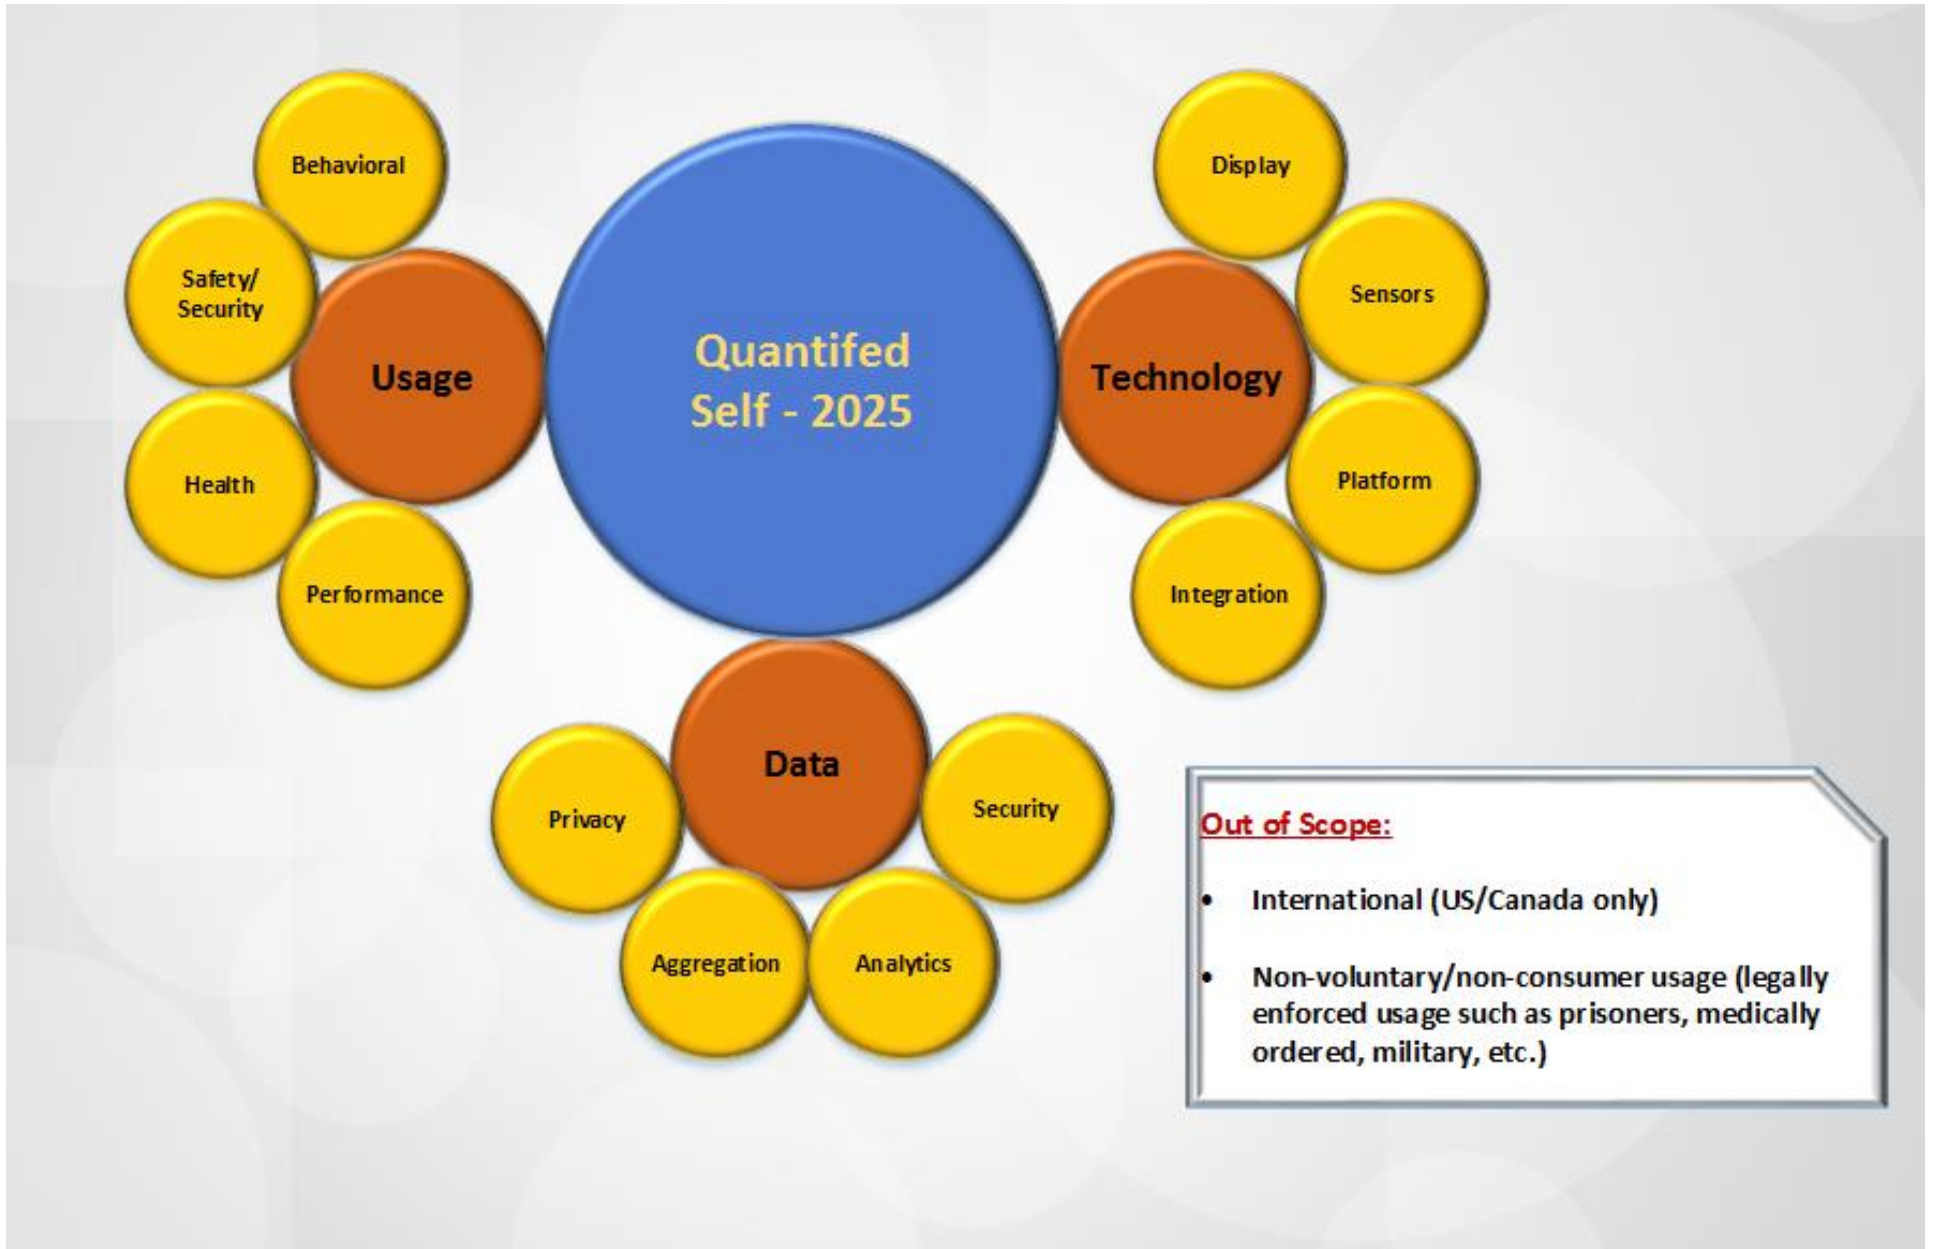 Behavioral
Safety/
Security
Usage
Health
Performance
Quantifed
Self - 2025
Display
Sensors
Technology
Platform
Integration
Data
Privacy
Security
Aggregation
Analytics
Out of Scope:
• International (US/Canada only)
• Non-voluntary/non-consumer usage (legally
enforced usage such as prisoners, medically
ordered, military, etc.)